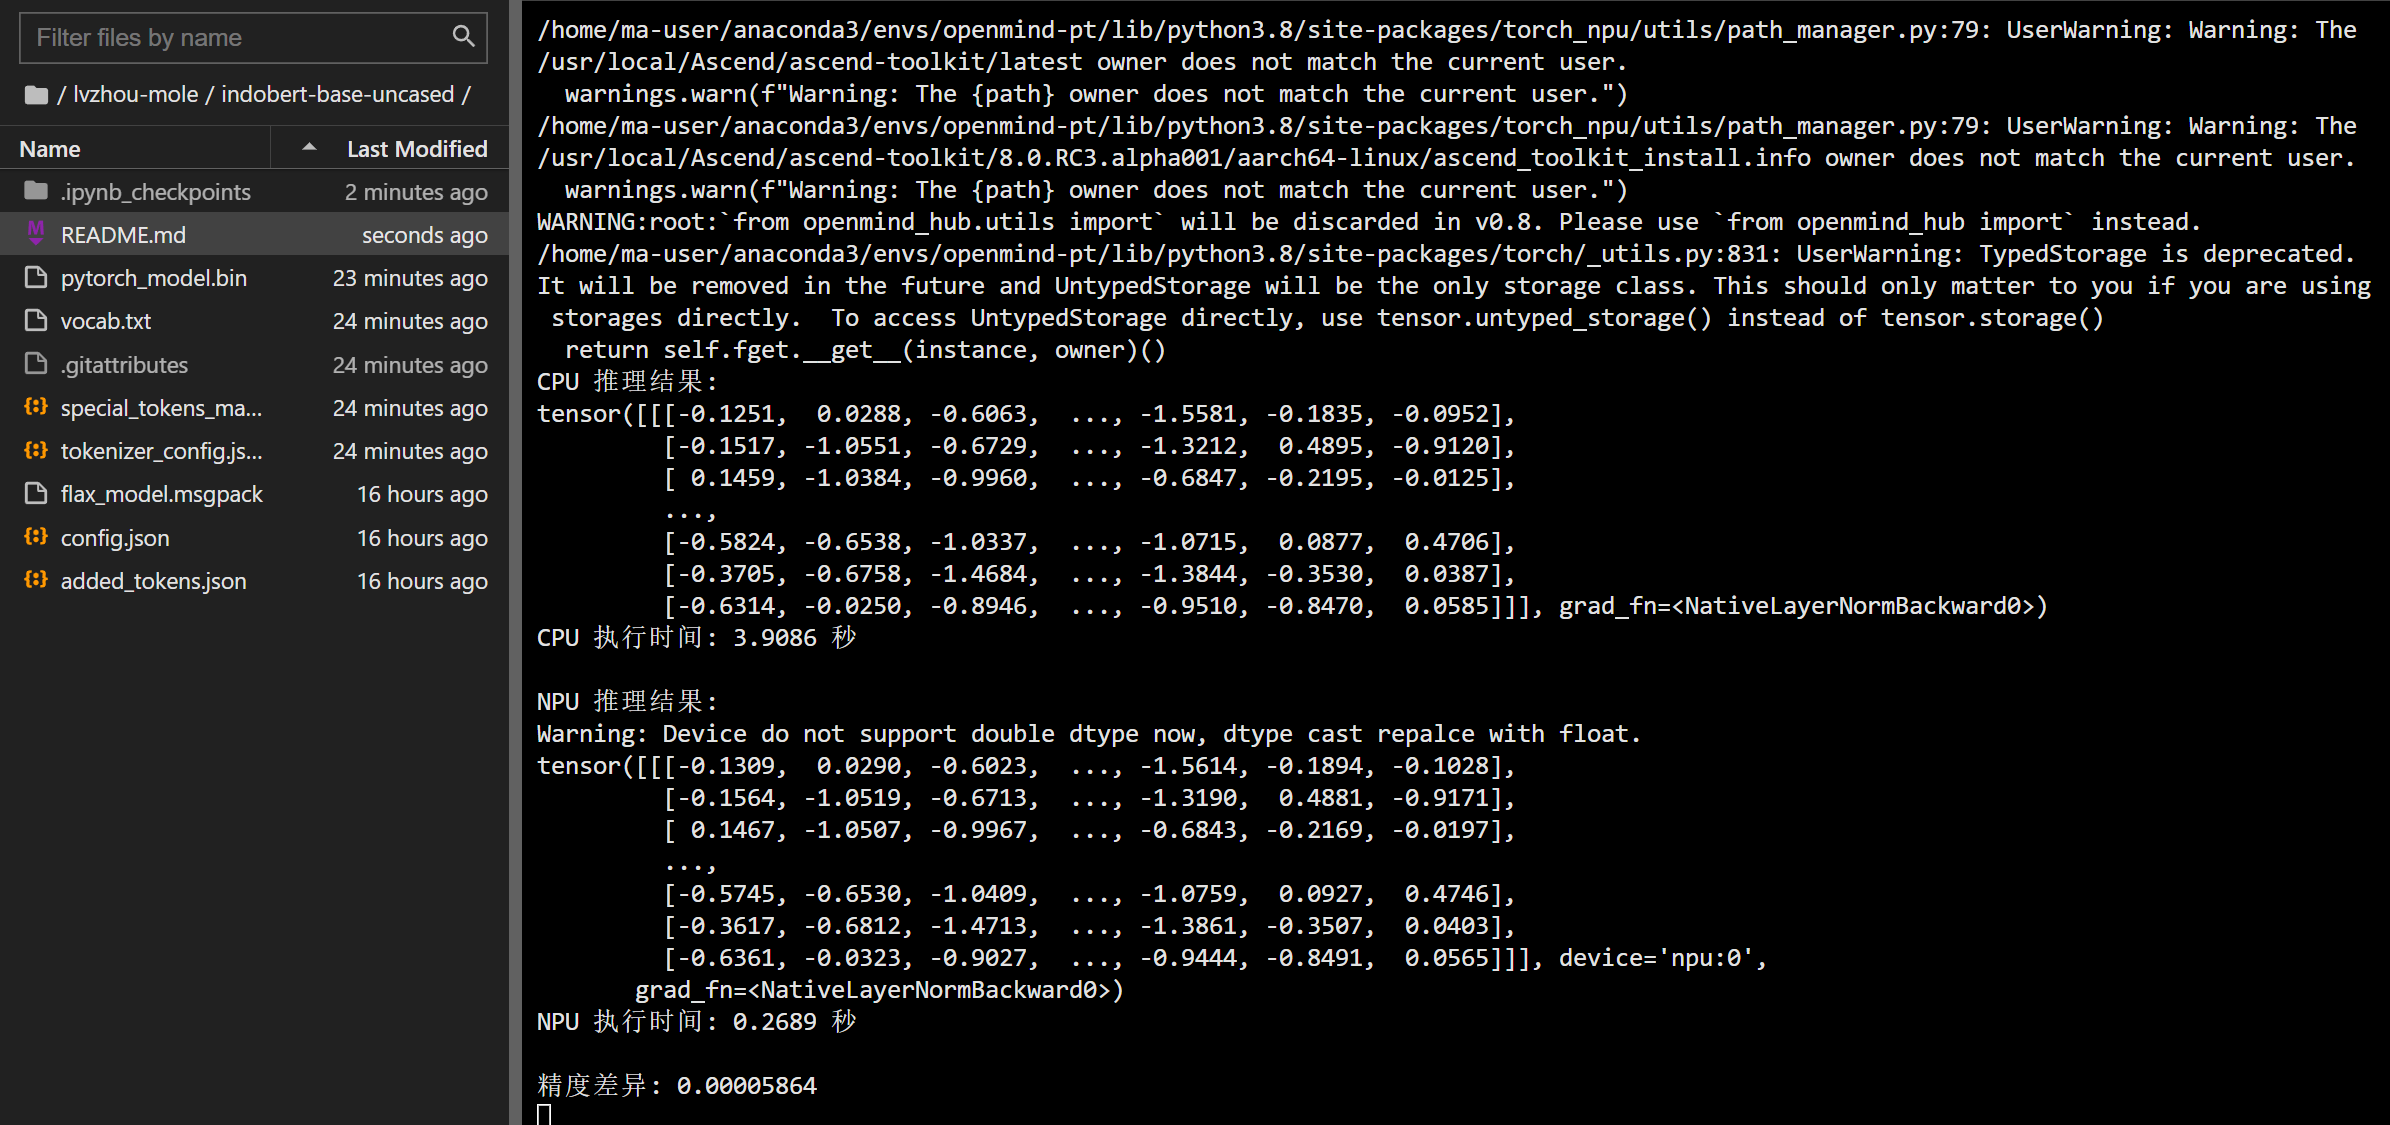 Filter files by name
/ lvzhou-mole / indobert-base-uncased /
Name Last Modified
.ipynb_checkpoints 2 minutes ago
README.md seconds ago
pytorch_model.bin 23 minutes ago
vocab.txt 24 minutes ago
.gitattributes 24 minutes ago
special_tokens_ma... 24 minutes ago
tokenizer_config.js... 24 minutes ago
flax_model.msgpack 16 hours ago
config.json 16 hours ago
added_tokens.json 16 hours ago
/home/ma-user/anaconda3/envs/openmind-pt/lib/python3.8/site-packages/torch_npu/utils/path_manager.py:79: UserWarning: Warning: The
/usr/local/Ascend/ascend-toolkit/latest owner does not match the current user.
  warnings.warn(f"Warning: The {path} owner does not match the current user.")
/home/ma-user/anaconda3/envs/openmind-pt/lib/python3.8/site-packages/torch_npu/utils/path_manager.py:79: UserWarning: Warning: The
/usr/local/Ascend/ascend-toolkit/8.0.RC3.alpha001/aarch64-linux/ascend_toolkit_install.info owner does not match the current user.
  warnings.warn(f"Warning: The {path} owner does not match the current user.")
WARNING:root:`from openmind_hub.utils import` will be discarded in v0.8. Please use `from openmind_hub import` instead.
/home/ma-user/anaconda3/envs/openmind-pt/lib/python3.8/site-packages/torch/_utils.py:831: UserWarning: TypedStorage is deprecated.
It will be removed in the future and UntypedStorage will be the only storage class. This should only matter to you if you are using
 storages directly.  To access UntypedStorage directly, use tensor.untyped_storage() instead of tensor.storage()
  return self.fget.__get__(instance, owner)()
CPU 推理结果:
tensor([[[-0.1251,  0.0288, -0.6063,  ..., -1.5581, -0.1835, -0.0952],
         [-0.1517, -1.0551, -0.6729,  ..., -1.3212,  0.4895, -0.9120],
         [ 0.1459, -1.0384, -0.9960,  ..., -0.6847, -0.2195, -0.0125],
         ...,
         [-0.5824, -0.6538, -1.0337,  ..., -1.0715,  0.0877,  0.4706],
         [-0.3705, -0.6758, -1.4684,  ..., -1.3844, -0.3530,  0.0387],
         [-0.6314, -0.0250, -0.8946,  ..., -0.9510, -0.8470,  0.0585]]], grad_fn=<NativeLayerNormBackward0>)
CPU 执行时间: 3.9086 秒
NPU 推理结果:
Warning: Device do not support double dtype now, dtype cast repalce with float.
tensor([[[-0.1309,  0.0290, -0.6023,  ..., -1.5614, -0.1894, -0.1028],
         [-0.1564, -1.0519, -0.6713,  ..., -1.3190,  0.4881, -0.9171],
         [ 0.1467, -1.0507, -0.9967,  ..., -0.6843, -0.2169, -0.0197],
         ...,
         [-0.5745, -0.6530, -1.0409,  ..., -1.0759,  0.0927,  0.4746],
         [-0.3617, -0.6812, -1.4713,  ..., -1.3861, -0.3507,  0.0403],
         [-0.6361, -0.0323, -0.9027,  ..., -0.9444, -0.8491,  0.0565]]], device='npu:0',
       grad_fn=<NativeLayerNormBackward0>)
NPU 执行时间: 0.2689 秒
精度差异: 0.00005864